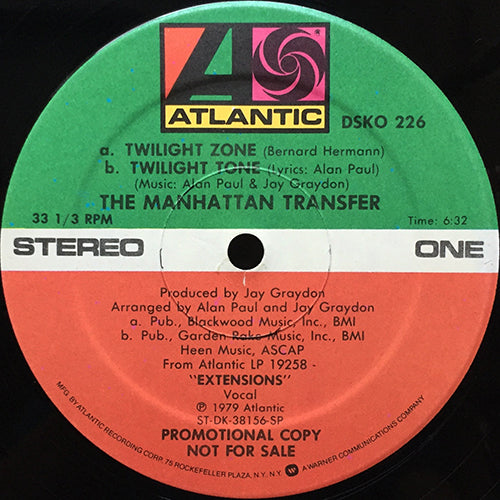 ATLANTIC
DSKO 226
a. TWILIGHT ZONE (Bernard Hermann)
b. TWILIGHT TONE (Lyrics: Alan Paul)
(Music: Alan Paul & Jay Graydon)
THE MANHATTAN TRANSFER
33 1/3 RPM Time: 6:32
STEREO ONE
Produced by Jay Graydon
Arranged by Alan Paul and Jay Graydon
a. Pub., Blackwood Music, Inc., BMI
b. Pub., Garden Rake Music, Inc., BMI
Heen Music, ASCAP
From Atlantic LP 19258 -
"EXTENSIONS"
Vocal
℗ 1979 Atlantic
ST-DK-38156-SP
PROMOTIONAL COPY
NOT FOR SALE
MFG. BY ATLANTIC RECORDING CORP. 75 ROCKEFELLER PLAZA, N.Y. N.Y. A WARNER COMMUNICATIONS COMPANY